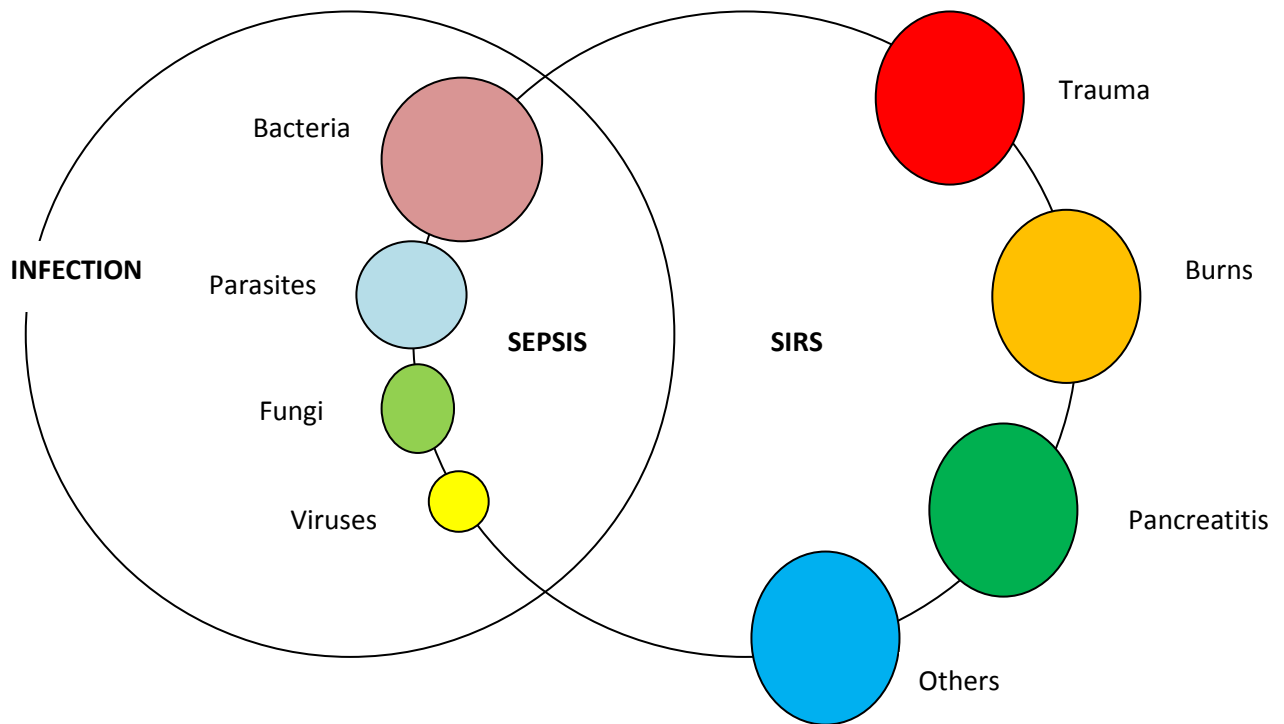 Trauma
Bacteria
INFECTION
Burns
Parasites
SEPSIS
SIRS
Fungi
Viruses
Pancreatitis
Others